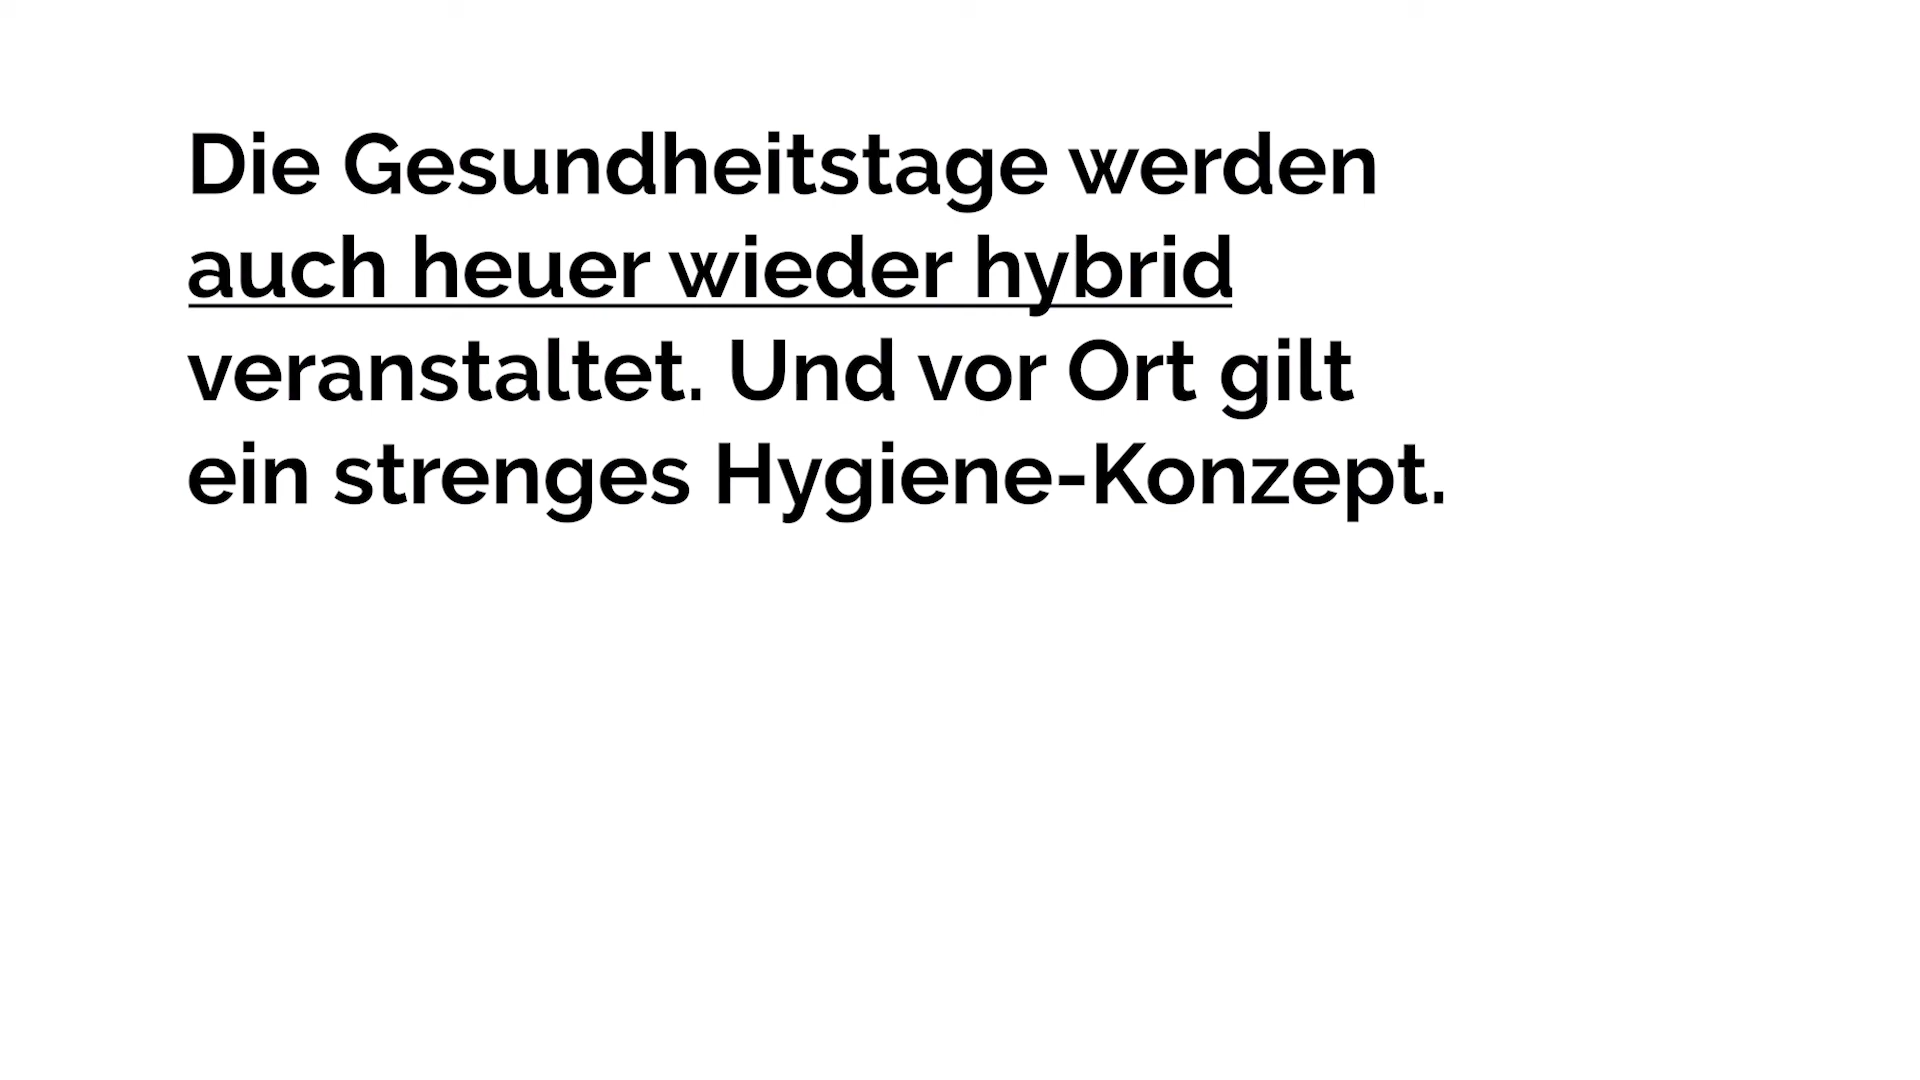 Die Gesundheitstage werden
auch heuer wieder hybrid
veranstaltet. Und vor Ort gilt
ein strenges Hygiene-Konzept.